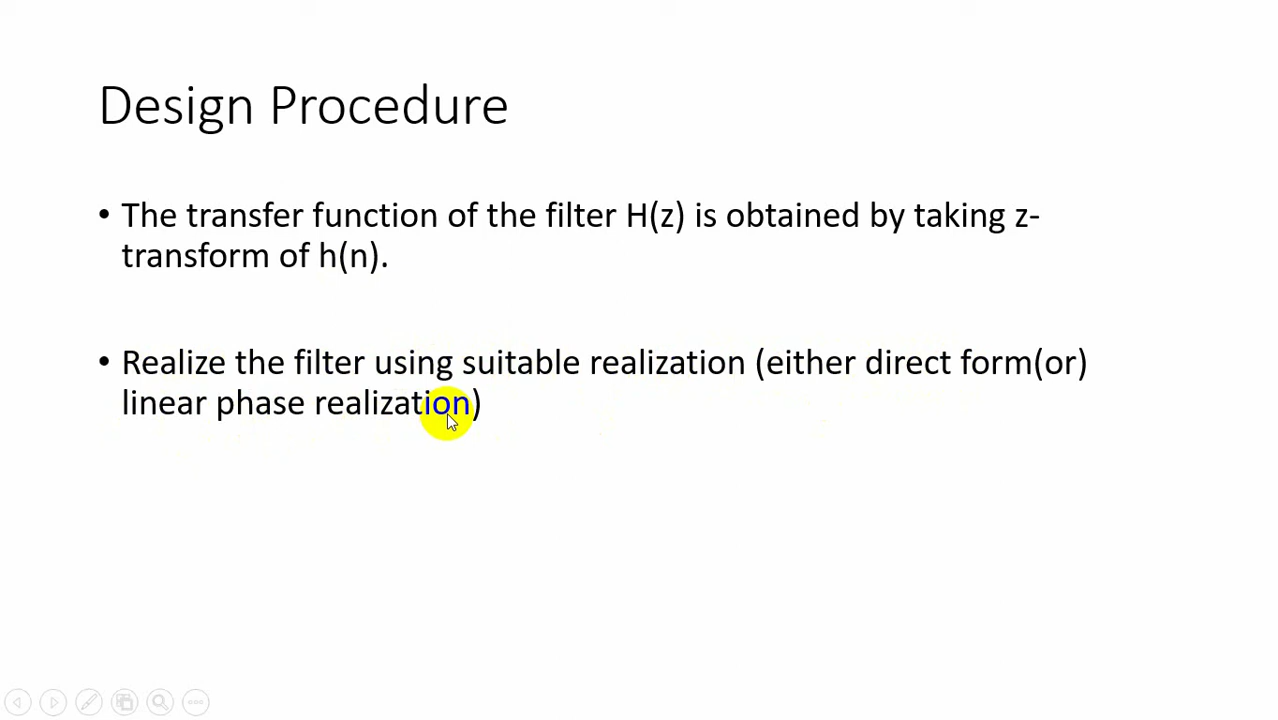 Design Procedure
• The transfer function of the filter H(z) is obtained by taking z-
transform of h(n).
• Realize the filter using suitable realization (either direct form(or)
linear phase realization)